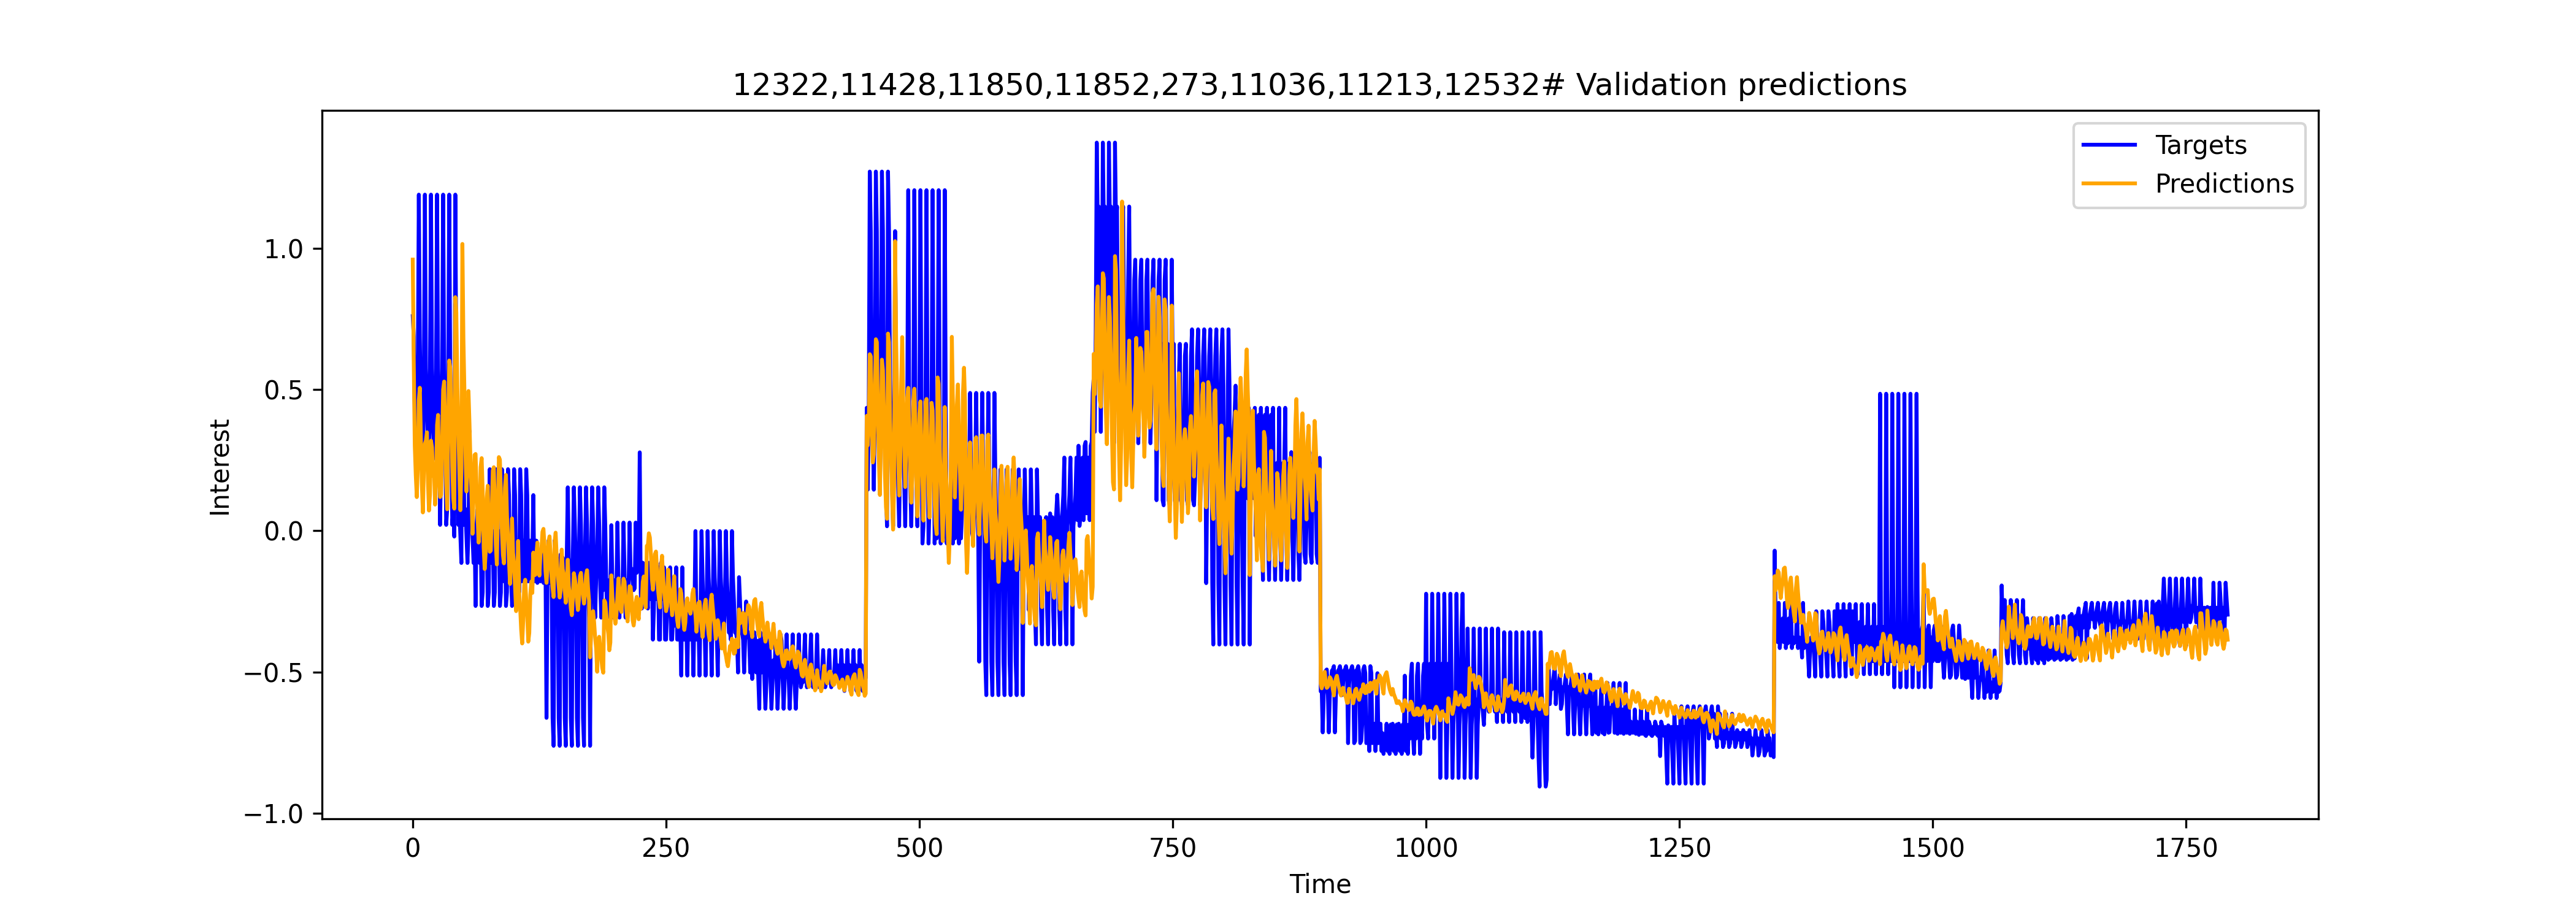 12322,11428,11850,11852,273,11036,11213,12532# Validation predictions
Targets
Predictions
Interest
1.0
0.5
0.0
−0.5
−1.0
0 250 500 750 1000 1250 1500 1750
Time